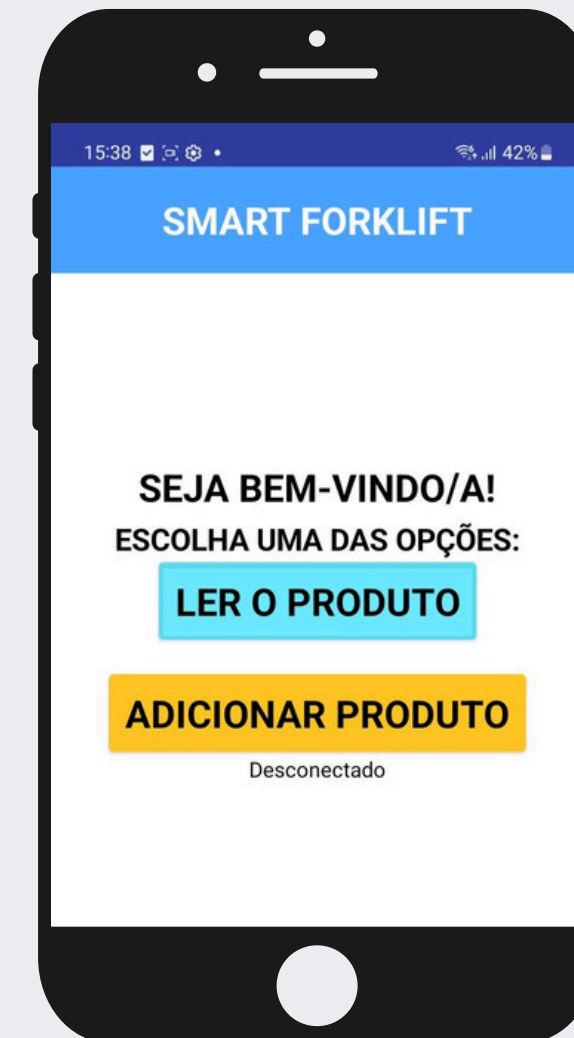 15:38 42%
SMART FORKLIFT
SEJA BEM-VINDO/A!
ESCOLHA UMA DAS OPÇÕES:
LER O PRODUTO
ADICIONAR PRODUTO
Desconectado